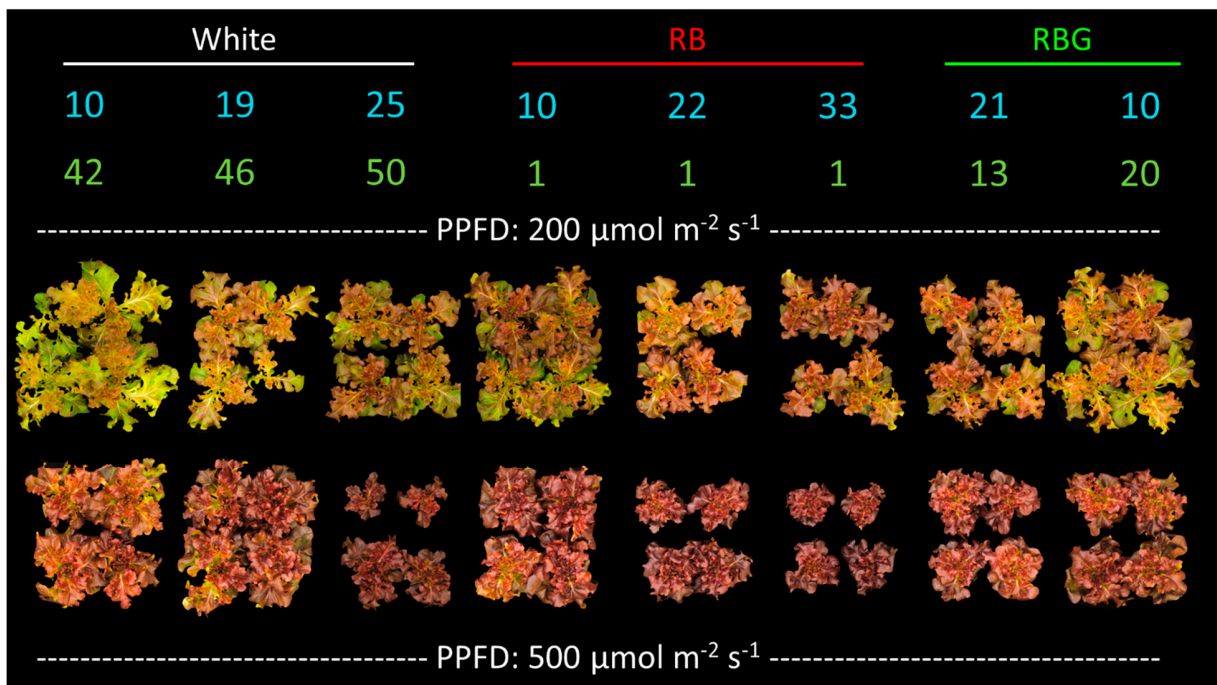 White RB RBG
10 19 25 10 22 33 21 10
42 46 50 1 1 1 13 20
PPFD: 200 µmol m⁻² s⁻¹
PPFD: 500 µmol m⁻² s⁻¹